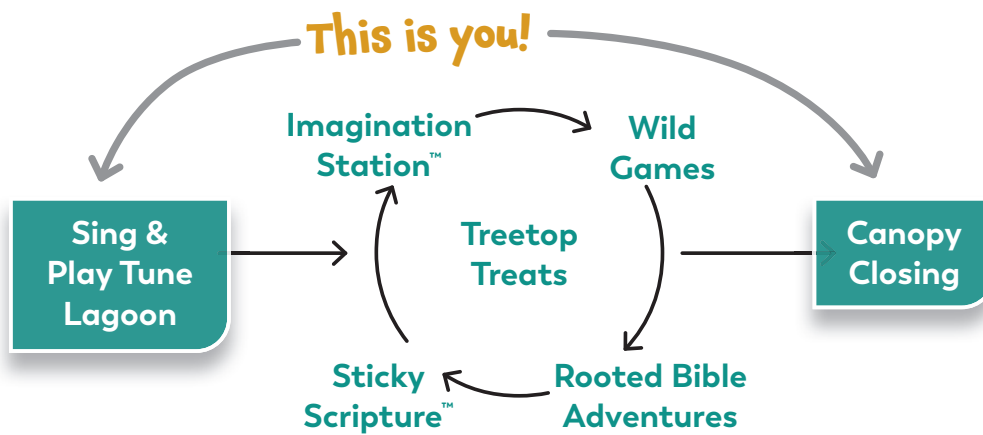 This is you!
Imagination
Station™
Wild
Games
Sing &
Play Tune
Lagoon
Treetop
Treats
Canopy
Closing
Sticky
Scripture™
Rooted Bible
Adventures